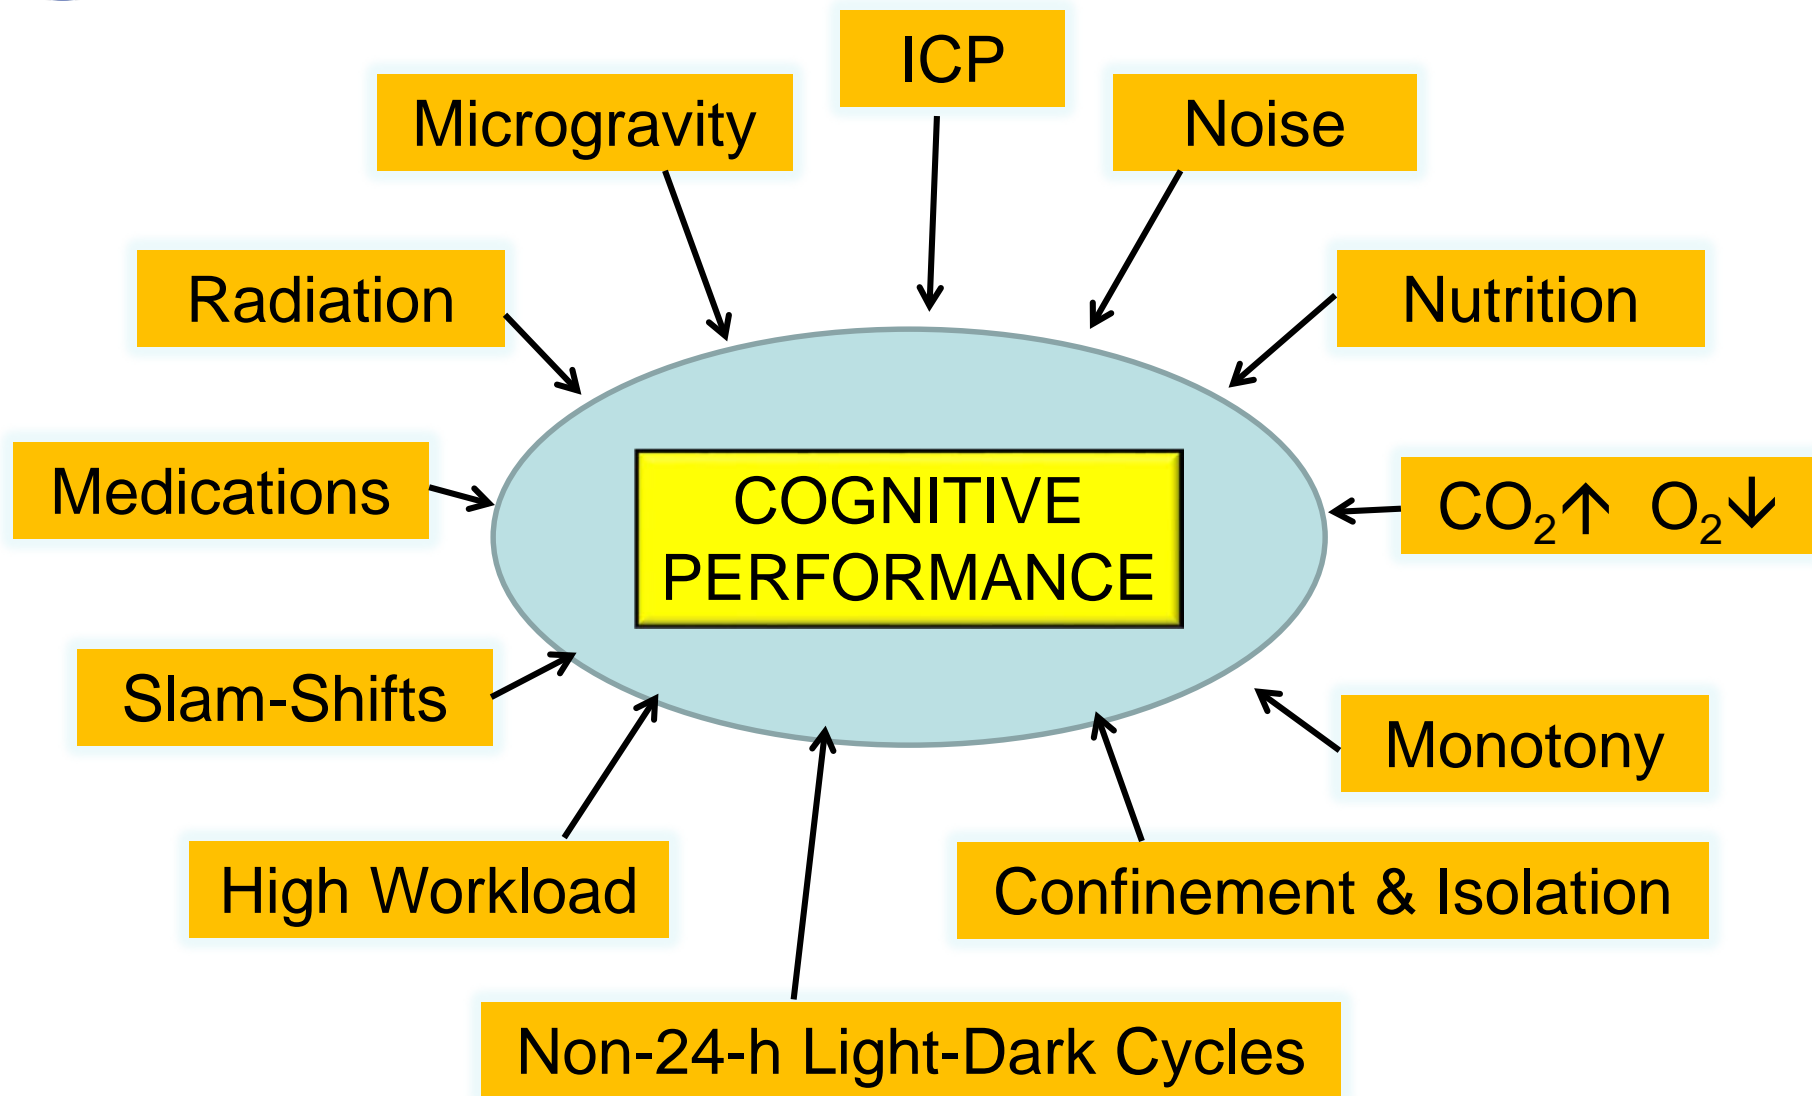 ICP
Microgravity
Noise
Radiation
Nutrition
Medications
COGNITIVE
PERFORMANCE
CO₂↑ O₂↓
Slam-Shifts
Monotony
High Workload
Confinement & Isolation
Non-24-h Light-Dark Cycles